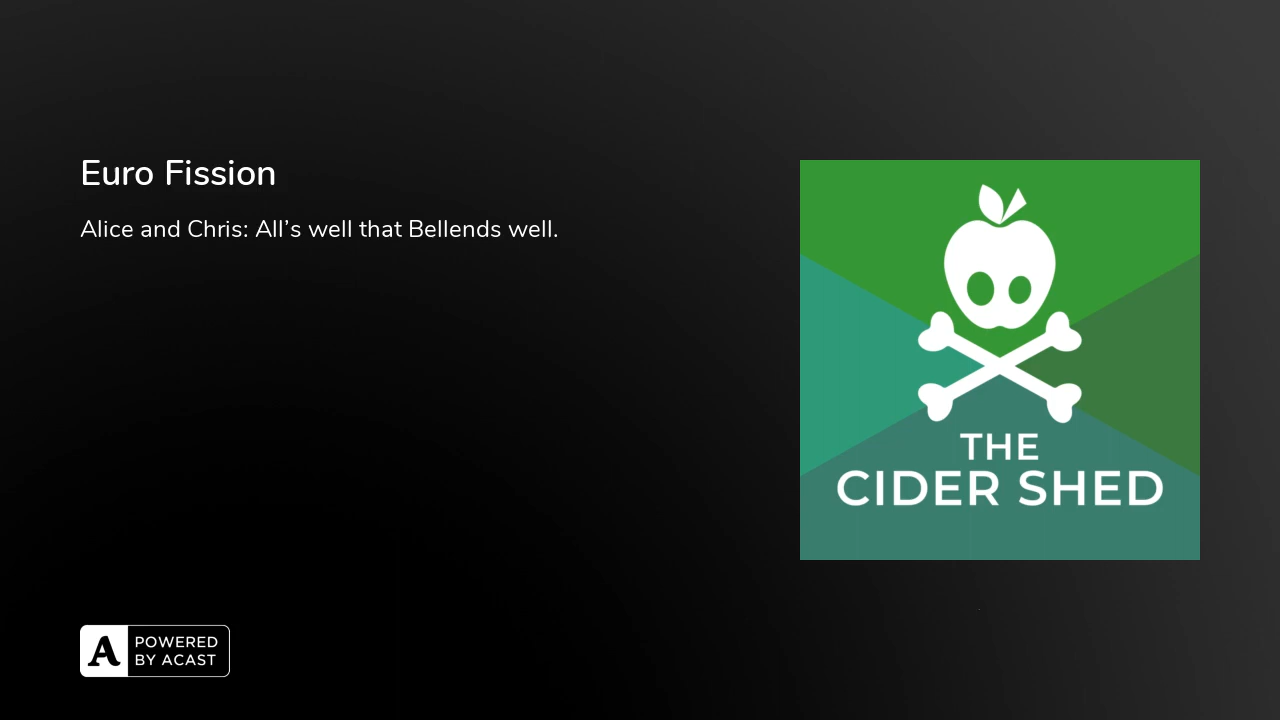 Euro Fission
Alice and Chris: All’s well that Bellends well.
THE
CIDER SHED
A POWERED
BY ACAST